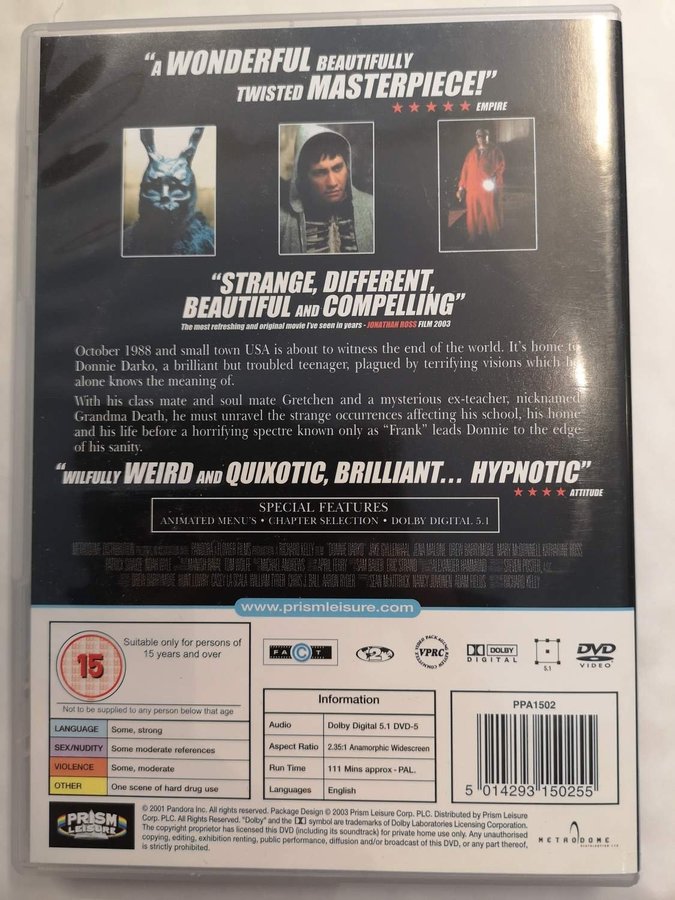 “A WONDERFUL BEAUTIFULLY
TWISTED MASTERPIECE!”
★★★★★ EMPIRE
“STRANGE, DIFFERENT,
BEAUTIFUL AND COMPELLING”
The most refreshing and original movie I've seen in years - JONATHAN ROSS FILM 2003
October 1988 and small town USA is about to witness the end of the world. It's home to
Donnie Darko, a brilliant but troubled teenager, plagued by terrifying visions which he
alone knows the meaning of.
With his class mate and soul mate Gretchen and a mysterious ex-teacher, nicknamed
Grandma Death, he must unravel the strange occurrences affecting his school, his home
and his life before a horrifying spectre known only as “Frank” leads Donnie to the edge
of his sanity.
“WILFULLY WEIRD AND QUIXOTIC, BRILLIANT... HYPNOTIC”
★★★★ ATTITUDE
SPECIAL FEATURES
ANIMATED MENU'S • CHAPTER SELECTION • DOLBY DIGITAL 5.1
www.prismleisure.com
15
Suitable only for persons of
15 years and over
Not to be supplied to any person below that age
LANGUAGE Some, strong
SEX/NUDITY Some moderate references
VIOLENCE Some, moderate
OTHER One scene of hard drug use
FACT
2
VPRC
DOLBY
DIGITAL
5.1
DVD
VIDEO
Information
Audio Dolby Digital 5.1 DVD-5
Aspect Ratio 2.35:1 Anamorphic Widescreen
Run Time 111 Mins approx - PAL.
Languages English
PPA1502
5 014293 150255
PRISM
LEISURE
© 2001 Pandora Inc. All rights reserved. Package Design © 2003 Prism Leisure Corp. PLC. Distributed by Prism Leisure
Corp. PLC. All Rights Reserved. "Dolby" and the symbol are trademarks of Dolby Laboratories Licensing Corporation.
The copyright proprietor has licensed this DVD (including its soundtrack) for private home use only. Any unauthorised
copying, editing, exhibition renting, public performance, diffusion and/or broadcast of this DVD, or any part thereof,
is strictly prohibited.
METRODOME
DISTRIBUTION LTD